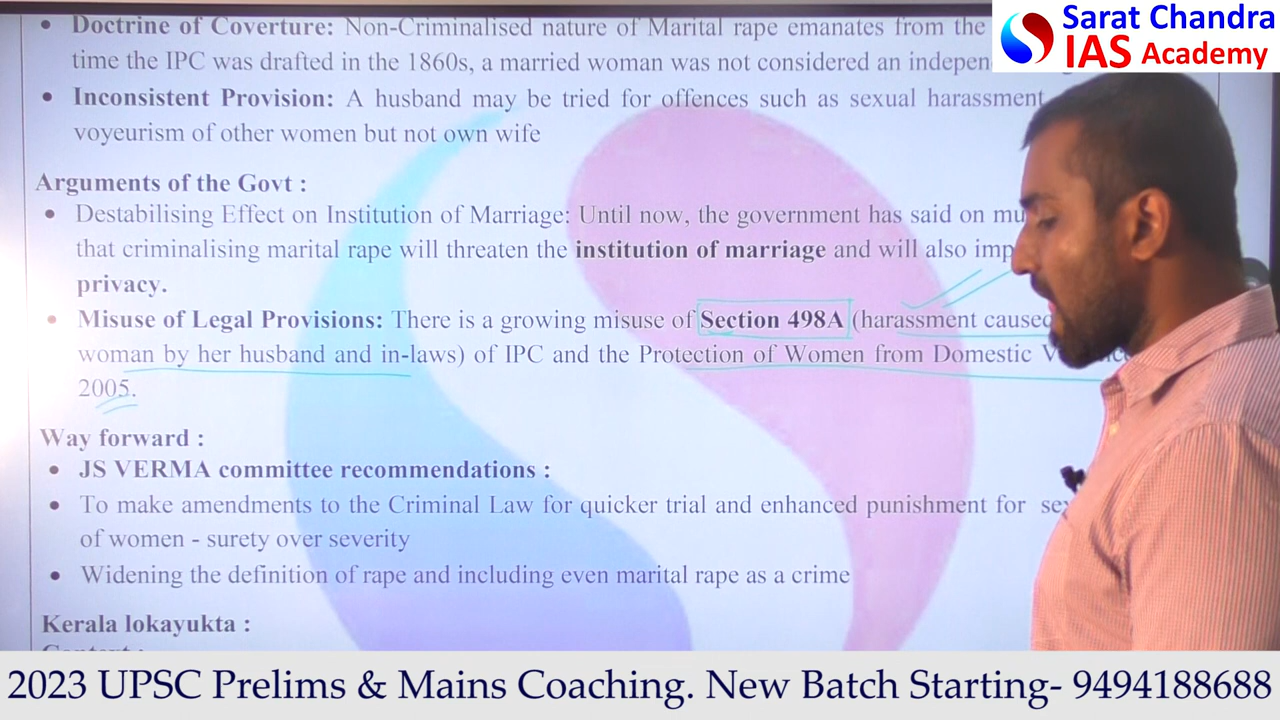 Sarat Chandra
IAS Academy
• Doctrine of Coverture: Non-Criminalised nature of Marital rape emanates from the
time the IPC was drafted in the 1860s, a married woman was not considered an
• Inconsistent Provision: A husband may be tried for offences such as sexual harassment
voyeurism of other women but not own wife
Arguments of the Govt :
• Destabilising Effect on Institution of Marriage: Until now, the government has said on
that criminalising marital rape will threaten the institution of marriage and will also
privacy.
• Misuse of Legal Provisions: There is a growing misuse of Section 498A (harassment caused
woman by her husband and in-laws) of IPC and the Protection of Women from Domestic
2005.
Way forward :
• JS VERMA committee recommendations :
• To make amendments to the Criminal Law for quicker trial and enhanced punishment for
of women - surety over severity
• Widening the definition of rape and including even marital rape as a crime
Kerala lokayukta :
2023 UPSC Prelims & Mains Coaching. New Batch Starting- 9494188688